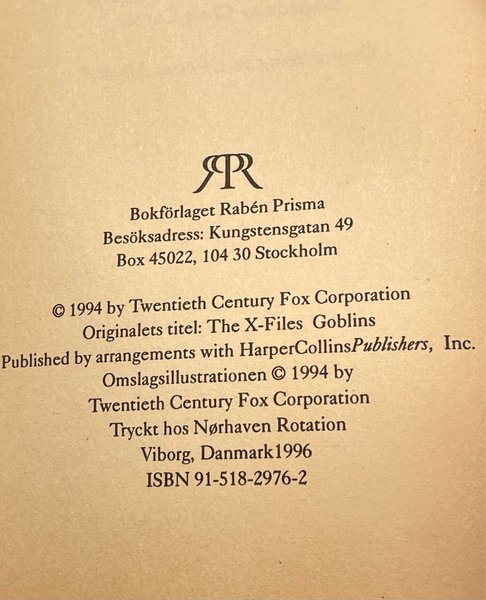 RPR
Bokförlaget Rabén Prisma
Besöksadress: Kungstensgatan 49
Box 45022, 104 30 Stockholm
© 1994 by Twentieth Century Fox Corporation
Originalets titel: The X-Files Goblins
Published by arrangements with HarperCollinsPublishers, Inc.
Omslagsillustrationen © 1994 by
Twentieth Century Fox Corporation
Tryckt hos Nørhaven Rotation
Viborg, Danmark1996
ISBN 91-518-2976-2